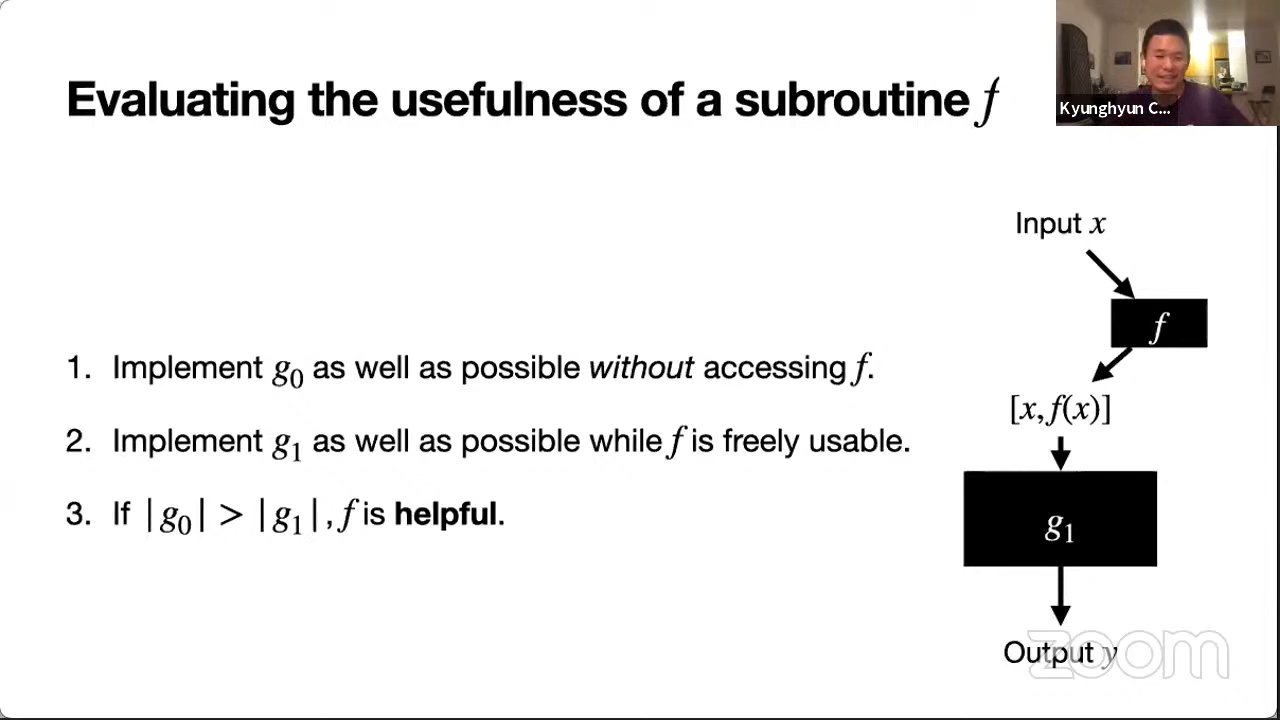 Evaluating the usefulness of a subroutine f
Kyunghyun C...
Input x
f
1. Implement g₀ as well as possible without accessing f.
[x, f(x)]
2. Implement g₁ as well as possible while f is freely usable.
3. If |g₀| > |g₁|, f is helpful.
g₁
Output y
zoom